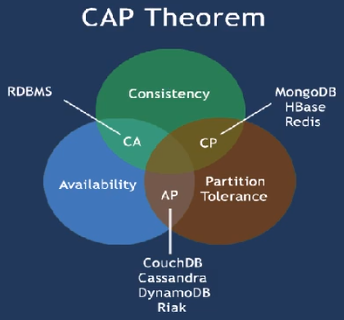 CAP Theorem
RDBMS
Consistency
MongoDB
HBase
Redis
CA
CP
Availability
AP
Partition
Tolerance
CouchDB
Cassandra
DynamoDB
Riak